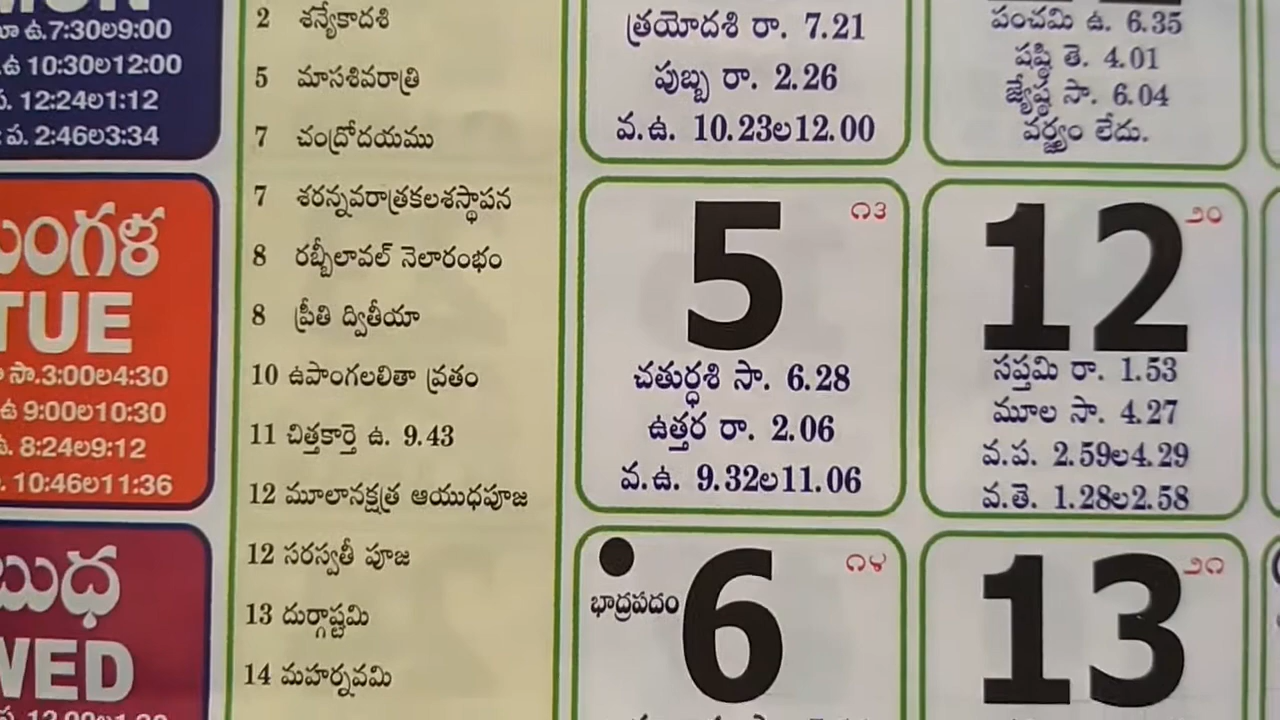 ఉ.7:30ల9:00
ఉ 10:30ల12:00
ప. 12:24ల1:12
ప. 2:46ల3:34
మంగళ
TUE
సా.3:00ల4:30
ఉ 9:00ల10:30
ఉ. 8:24ల9:12
10:46ల11:36
బుధ
WED
2 శన్యేకాదశి
5 మాసశివరాత్రి
7 చంద్రోదయము
7 శరన్నవరాత్రకలశస్థాపన
8 రబ్బీలావల్ నెలారంభం
8 ప్రీతి ద్వితీయా
10 ఉపాంగలలితా వ్రతం
11 చిత్తకార్తె ఉ. 9.43
12 మూలానక్షత్ర ఆయుధపూజ
12 సరస్వతీ పూజ
13 దుర్గాష్టమి
14 మహర్నవమి
త్రయోదశి రా. 7.21
పుబ్బ రా. 2.26
వ.ఉ. 10.23ల12.00
5 ౧౩
చతుర్ధశి సా. 6.28
ఉత్తర రా. 2.06
వ.ఉ. 9.32ల11.06
6 ౧౪
భాద్రపదం
పంచమి ఉ. 6.35
షష్ఠి తె. 4.01
జ్యేష్ఠ సా. 6.04
వర్జ్యం లేదు.
12 ౨౦
సప్తమి రా. 1.53
మూల సా. 4.27
వ.ప. 2.59ల4.29
వ.తె. 1.28ల2.58
13 ౨౧